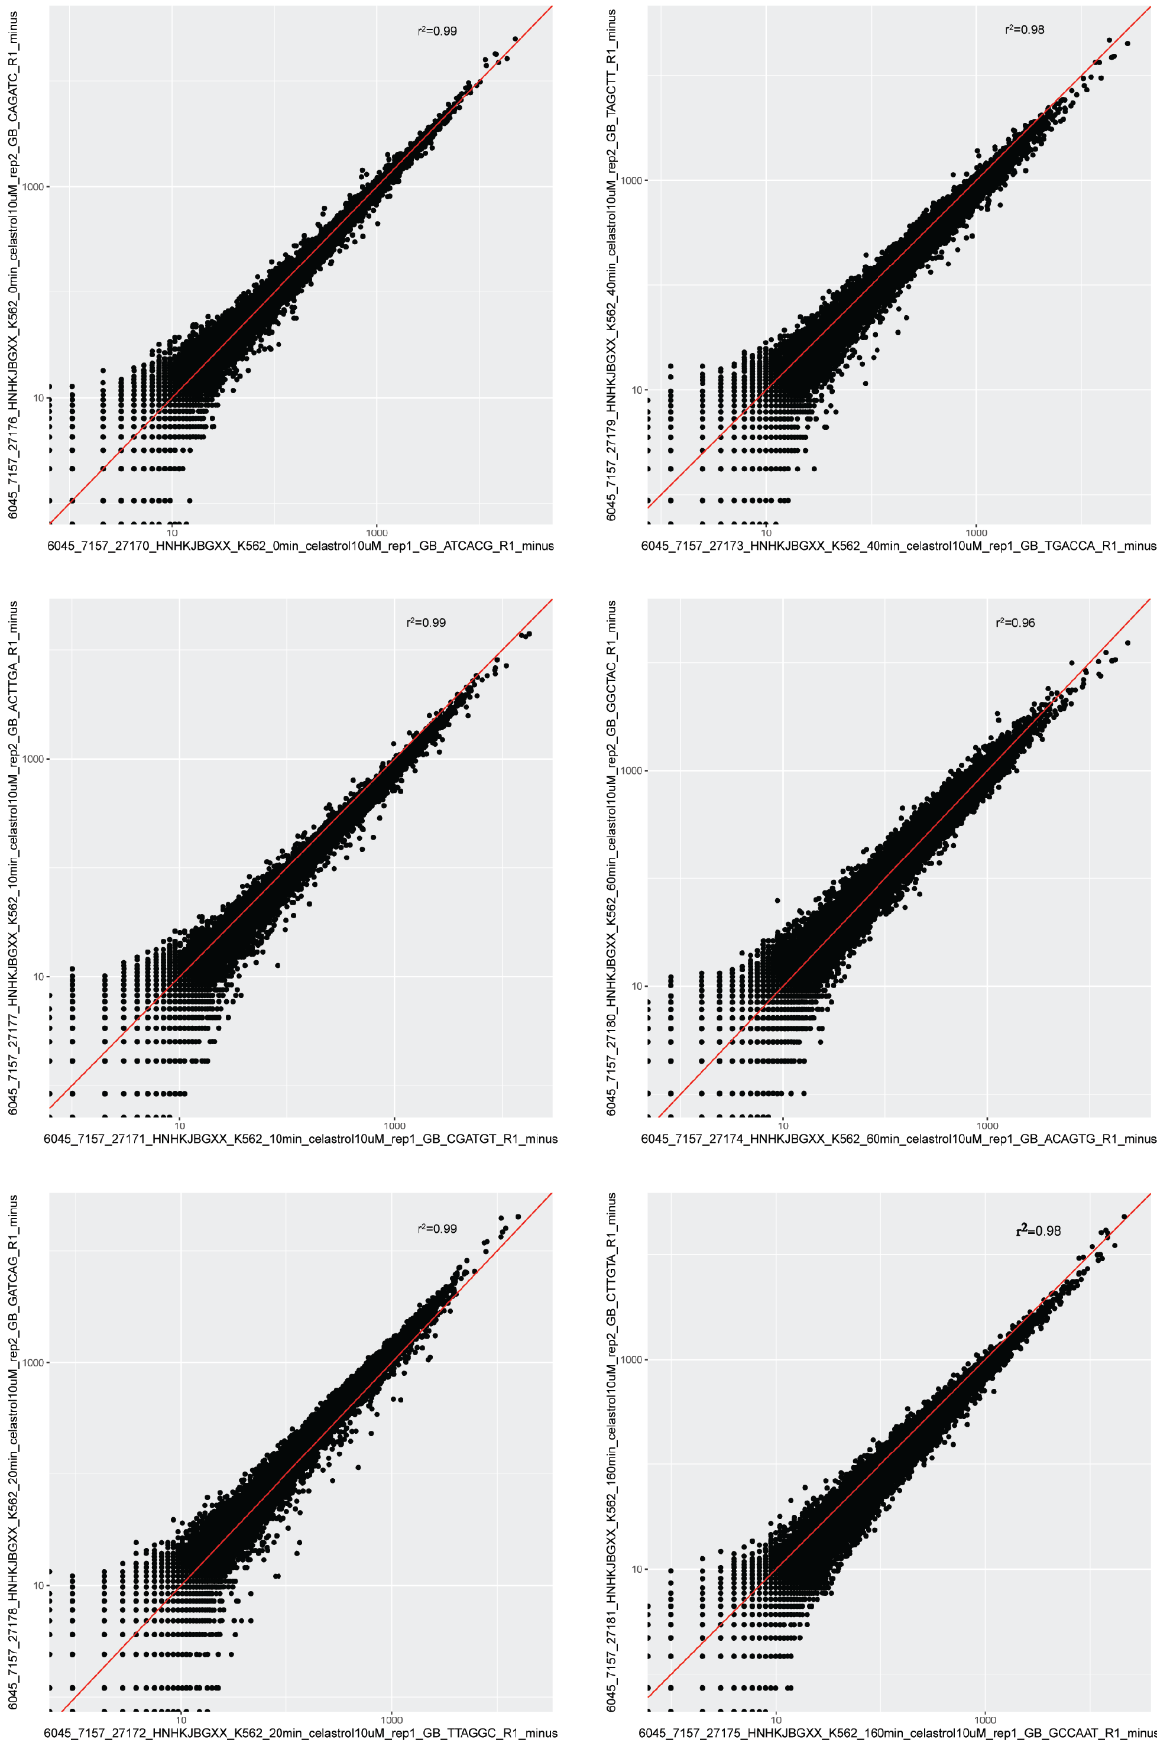 6045_7157_27176_HNHKJBGXX_K562_0min_celastrol10uM_rep2_GB_CAGATC_R1_minus
r²=0.99
1000
10
10
1000
6045_7157_27170_HNHKJBGXX_K562_0min_celastrol10uM_rep1_GB_ATCACG_R1_minus
6045_7157_27179_HNHKJBGXX_K562_40min_celastrol10uM_rep2_GB_TAGCTT_R1_minus
r²=0.98
1000
10
10
1000
6045_7157_27173_HNHKJBGXX_K562_40min_celastrol10uM_rep1_GB_TGACCA_R1_minus
6045_7157_27177_HNHKJBGXX_K562_10min_celastrol10uM_rep2_GB_ACTTGA_R1_minus
r²=0.99
1000
10
10
1000
6045_7157_27171_HNHKJBGXX_K562_10min_celastrol10uM_rep1_GB_CGATGT_R1_minus
6045_7157_27180_HNHKJBGXX_K562_60min_celastrol10uM_rep2_GB_GGCTAC_R1_minus
r²=0.96
1000
10
10
1000
6045_7157_27174_HNHKJBGXX_K562_60min_celastrol10uM_rep1_GB_ACAGTG_R1_minus
6045_7157_27178_HNHKJBGXX_K562_20min_celastrol10uM_rep2_GB_GATCAG_R1_minus
r²=0.99
1000
10
10
1000
6045_7157_27172_HNHKJBGXX_K562_20min_celastrol10uM_rep1_GB_TTAGGC_R1_minus
6045_7157_27181_HNHKJBGXX_K562_160min_celastrol10uM_rep2_GB_CTTGTA_R1_minus
r²=0.98
1000
10
10
1000
6045_7157_27175_HNHKJBGXX_K562_160min_celastrol10uM_rep1_GB_GCCAAT_R1_minus